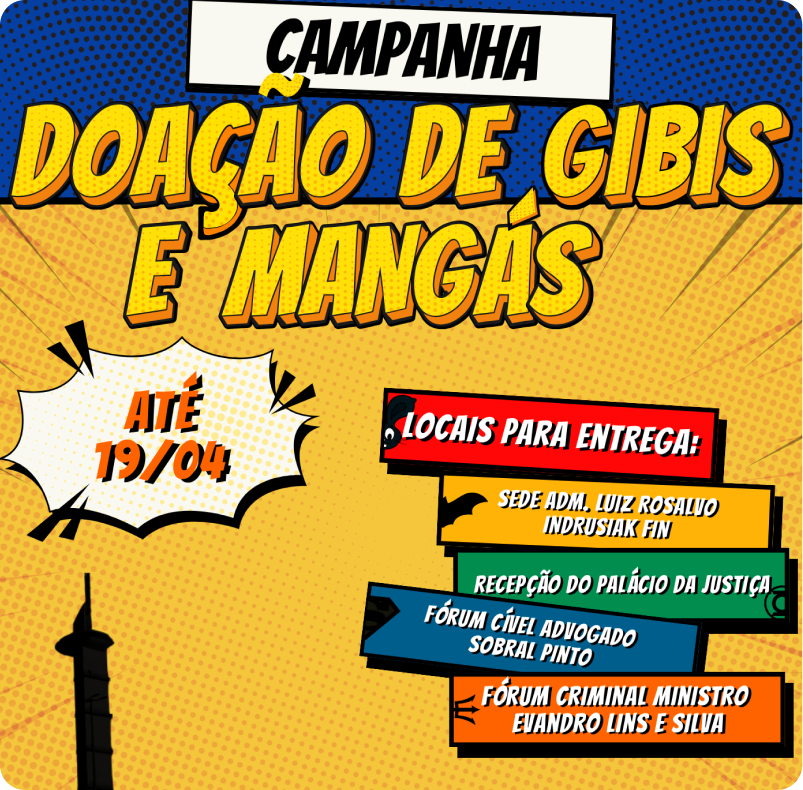 CAMPANHA
DOAÇÃO DE GIBIS
E MANGÁS
ATÉ
19/04
LOCAIS PARA ENTREGA:
SEDE ADM. LUIZ ROSALVO
INDRUSIAK FIN
RECEPÇÃO DO PALÁCIO DA JUSTIÇA
FÓRUM CÍVEL ADVOGADO
SOBRAL PINTO
FÓRUM CRIMINAL MINISTRO
EVANDRO LINS E SILVA